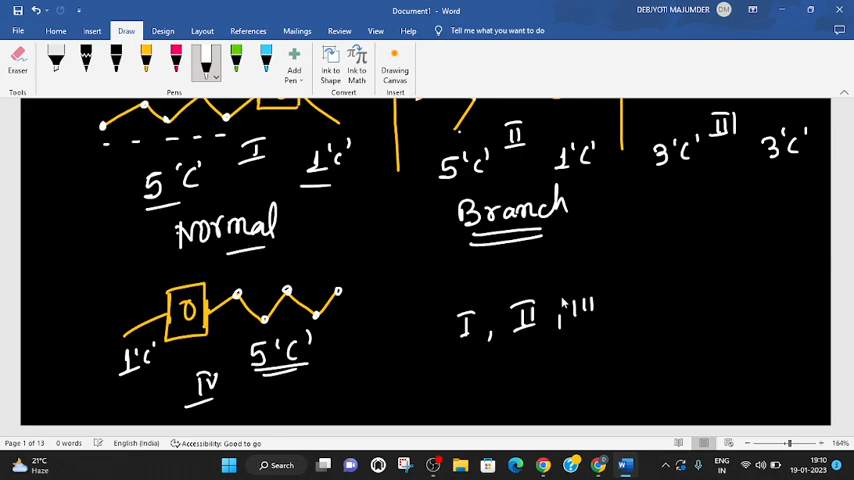 Document1 - Word
DEBJYOTI MAJUMDER
DM
File Home Insert Draw Design Layout References Mailings Review View Help Tell me what you want to do
Eraser
Add Pen
Ink to Shape
Ink to Math
Drawing Canvas
Tools Pens Convert Insert
5 'C' I 1'C'
5'C' II 1'C'
3'C' III 3'C'
Normal
Branch
O
1'C'
5'C'
IV
I, II,
Page 1 of 13 0 words English (India) Accessibility: Good to go 164%
21°C
Haze
Search
ENG
IN
19:10
19-01-2023